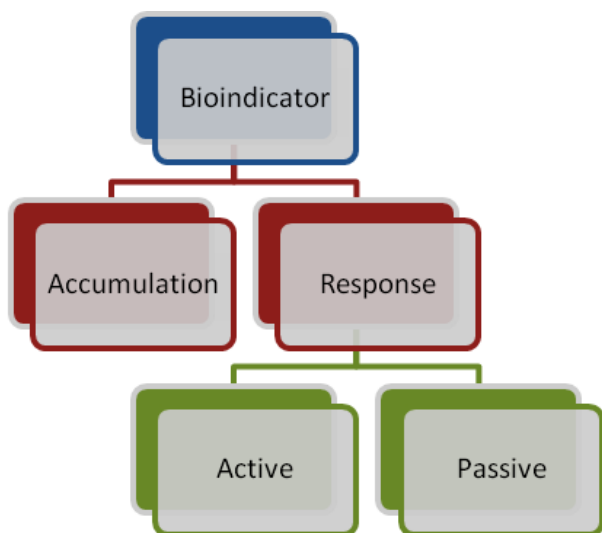 Bioindicator
Accumulation
Response
Active
Passive